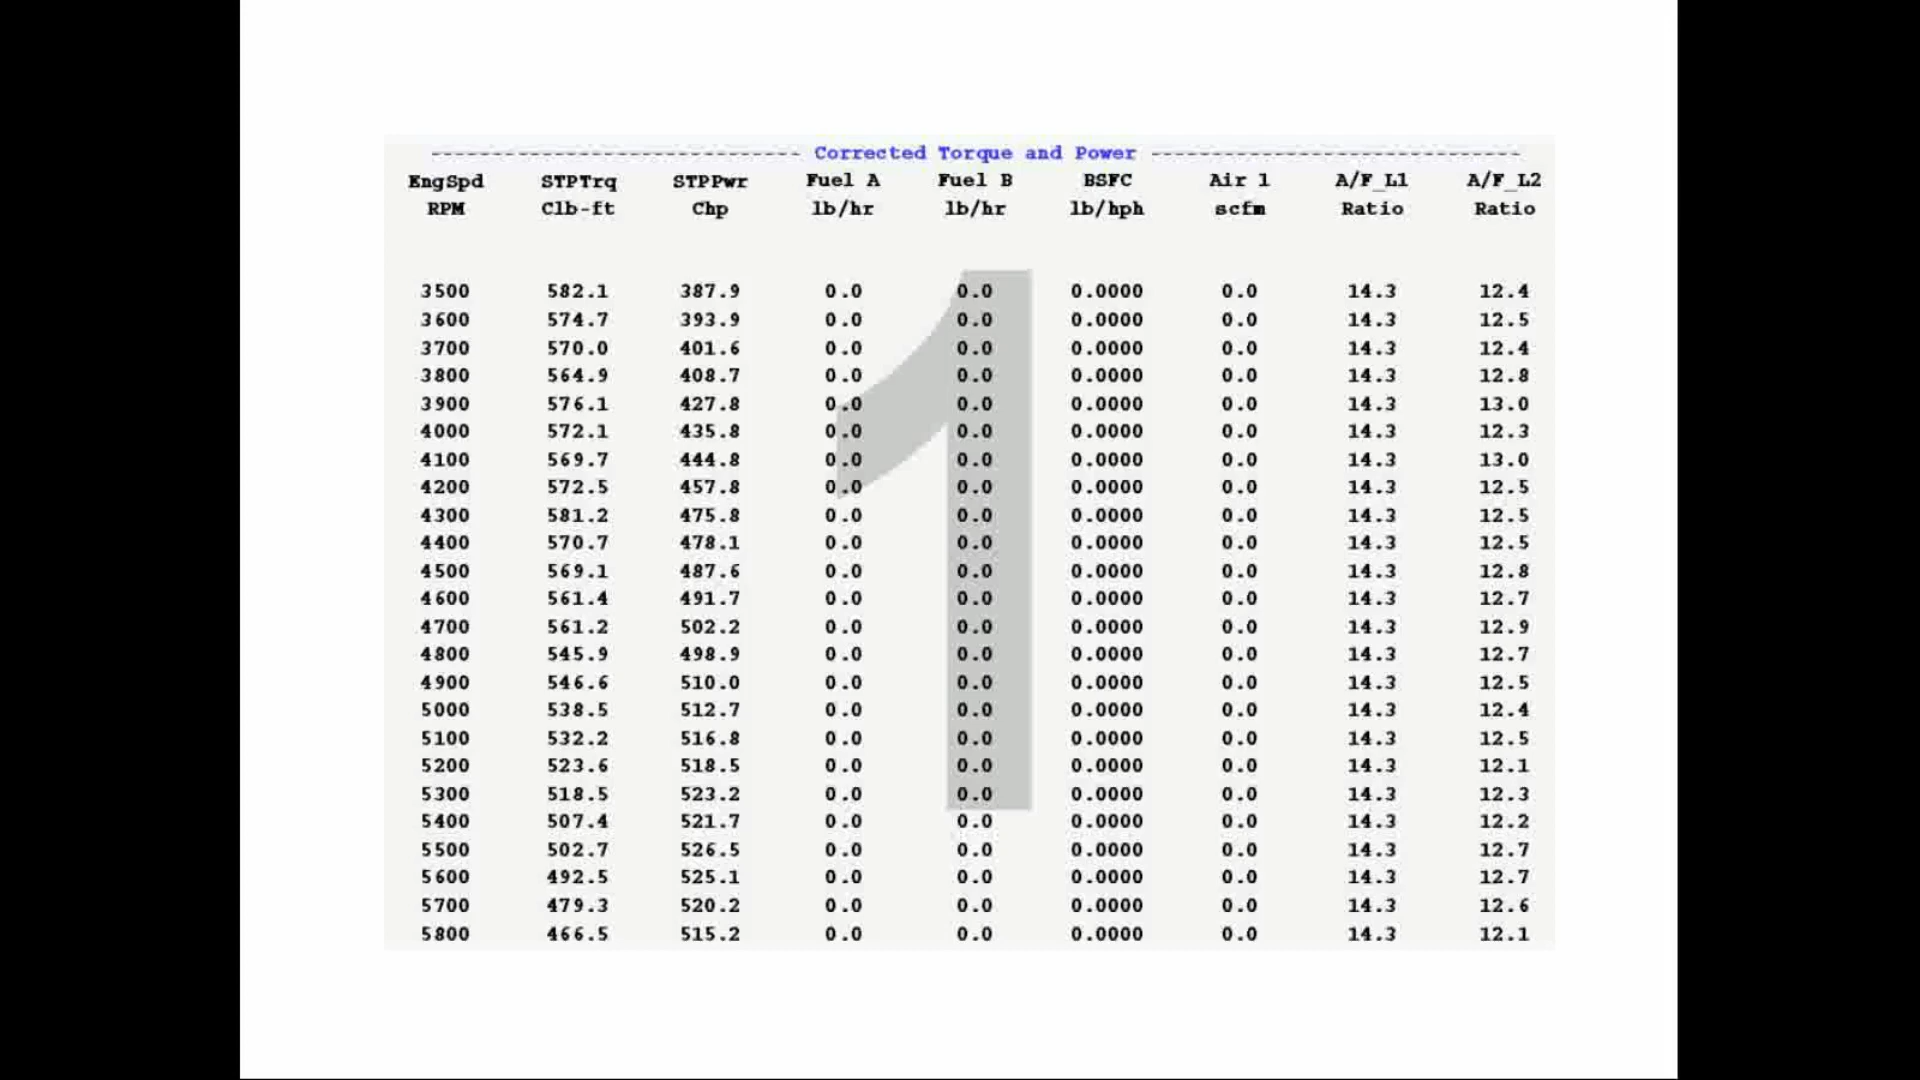 ------------------------------ Corrected Torque and Power ------------------------------
EngSpd STPTrq STPPwr Fuel A Fuel B BSFC Air 1 A/F_L1 A/F_L2
RPM Clb-ft Chp lb/hr lb/hr lb/hph scfm Ratio Ratio
3500 582.1 387.9 0.0 0.0 0.0000 0.0 14.3 12.4
3600 574.7 393.9 0.0 0.0 0.0000 0.0 14.3 12.5
3700 570.0 401.6 0.0 0.0 0.0000 0.0 14.3 12.4
3800 564.9 408.7 0.0 0.0 0.0000 0.0 14.3 12.8
3900 576.1 427.8 0.0 0.0 0.0000 0.0 14.3 13.0
4000 572.1 435.8 0.0 0.0 0.0000 0.0 14.3 12.3
4100 569.7 444.8 0.0 0.0 0.0000 0.0 14.3 13.0
4200 572.5 457.8 0.0 0.0 0.0000 0.0 14.3 12.5
4300 581.2 475.8 0.0 0.0 0.0000 0.0 14.3 12.5
4400 570.7 478.1 0.0 0.0 0.0000 0.0 14.3 12.5
4500 569.1 487.6 0.0 0.0 0.0000 0.0 14.3 12.8
4600 561.4 491.7 0.0 0.0 0.0000 0.0 14.3 12.7
4700 561.2 502.2 0.0 0.0 0.0000 0.0 14.3 12.9
4800 545.9 498.9 0.0 0.0 0.0000 0.0 14.3 12.7
4900 546.6 510.0 0.0 0.0 0.0000 0.0 14.3 12.5
5000 538.5 512.7 0.0 0.0 0.0000 0.0 14.3 12.4
5100 532.2 516.8 0.0 0.0 0.0000 0.0 14.3 12.5
5200 523.6 518.5 0.0 0.0 0.0000 0.0 14.3 12.1
5300 518.5 523.2 0.0 0.0 0.0000 0.0 14.3 12.3
5400 507.4 521.7 0.0 0.0 0.0000 0.0 14.3 12.2
5500 502.7 526.5 0.0 0.0 0.0000 0.0 14.3 12.7
5600 492.5 525.1 0.0 0.0 0.0000 0.0 14.3 12.7
5700 479.3 520.2 0.0 0.0 0.0000 0.0 14.3 12.6
5800 466.5 515.2 0.0 0.0 0.0000 0.0 14.3 12.1
1